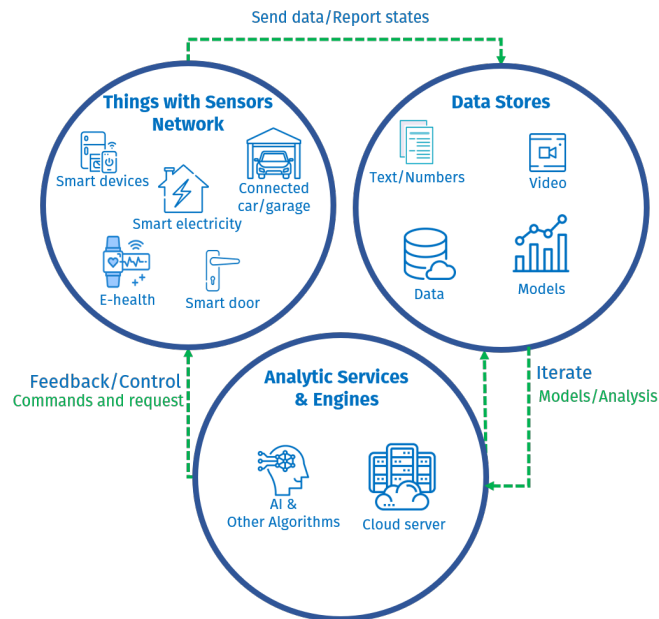 Send data/Report states
Things with Sensors
Network
Smart devices
Connected
car/garage
Smart electricity
E-health
Smart door
Data Stores
Text/Numbers
Video
Data
Models
Feedback/Control
Commands and request
Iterate
Models/Analysis
Analytic Services
& Engines
AI &
Other Algorithms
Cloud server